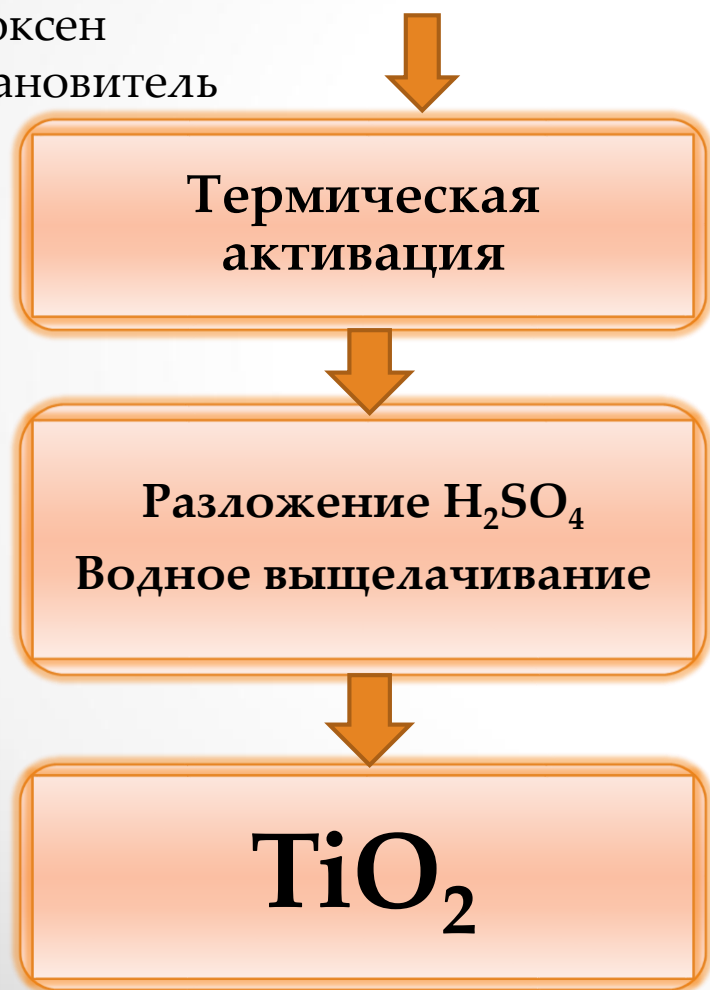 оксен
ановитель
Термическая
активация
Разложение H₂SO₄
Водное выщелачивание
TiO₂